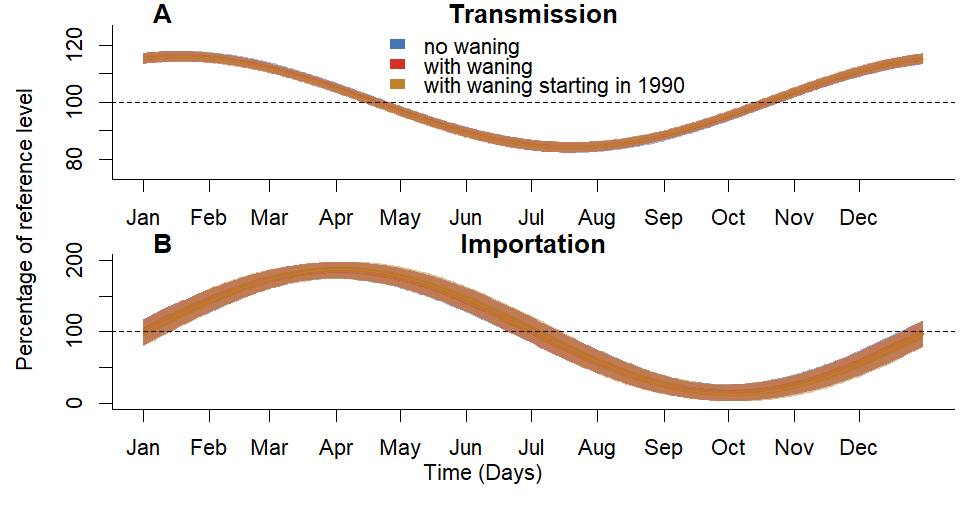 A Transmission
no waning
with waning
with waning starting in 1990
120
100
80
Jan Feb Mar Apr May Jun Jul Aug Sep Oct Nov Dec
Percentage of reference level
B Importation
200
100
0
Jan Feb Mar Apr May Jun Jul Aug Sep Oct Nov Dec
Time (Days)